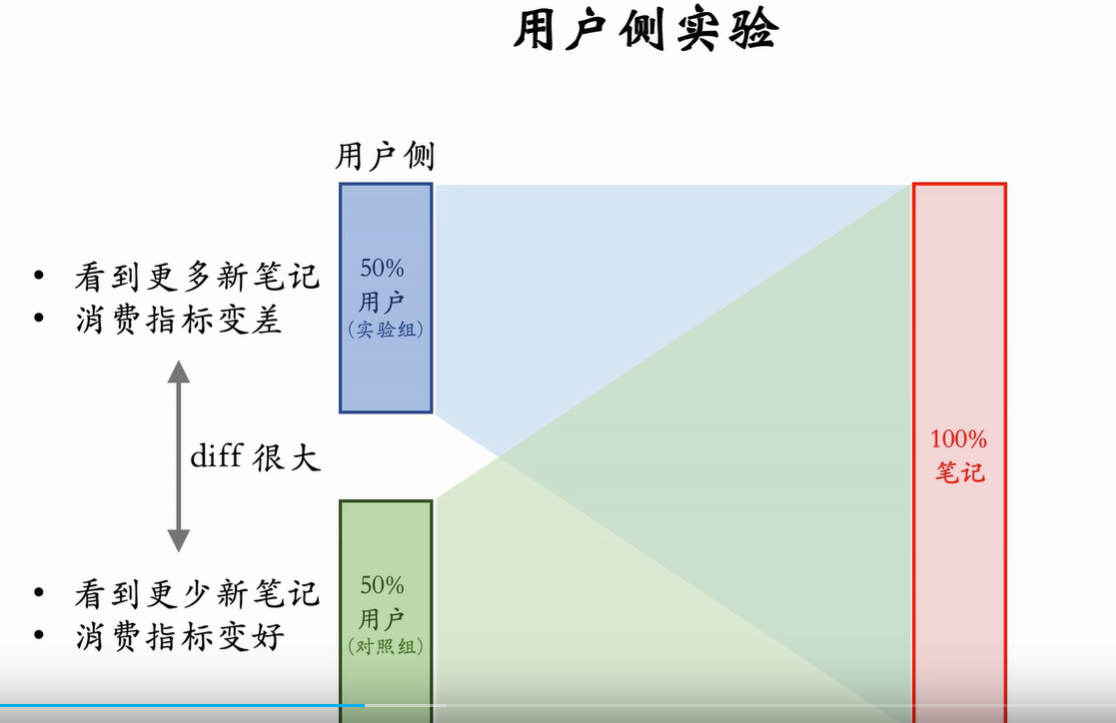 用户侧实验
用户侧
• 看到更多新笔记
• 消费指标变差
50%
用户
(实验组)
diff 很大
100%
笔记
• 看到更少新笔记
• 消费指标变好
50%
用户
(对照组)